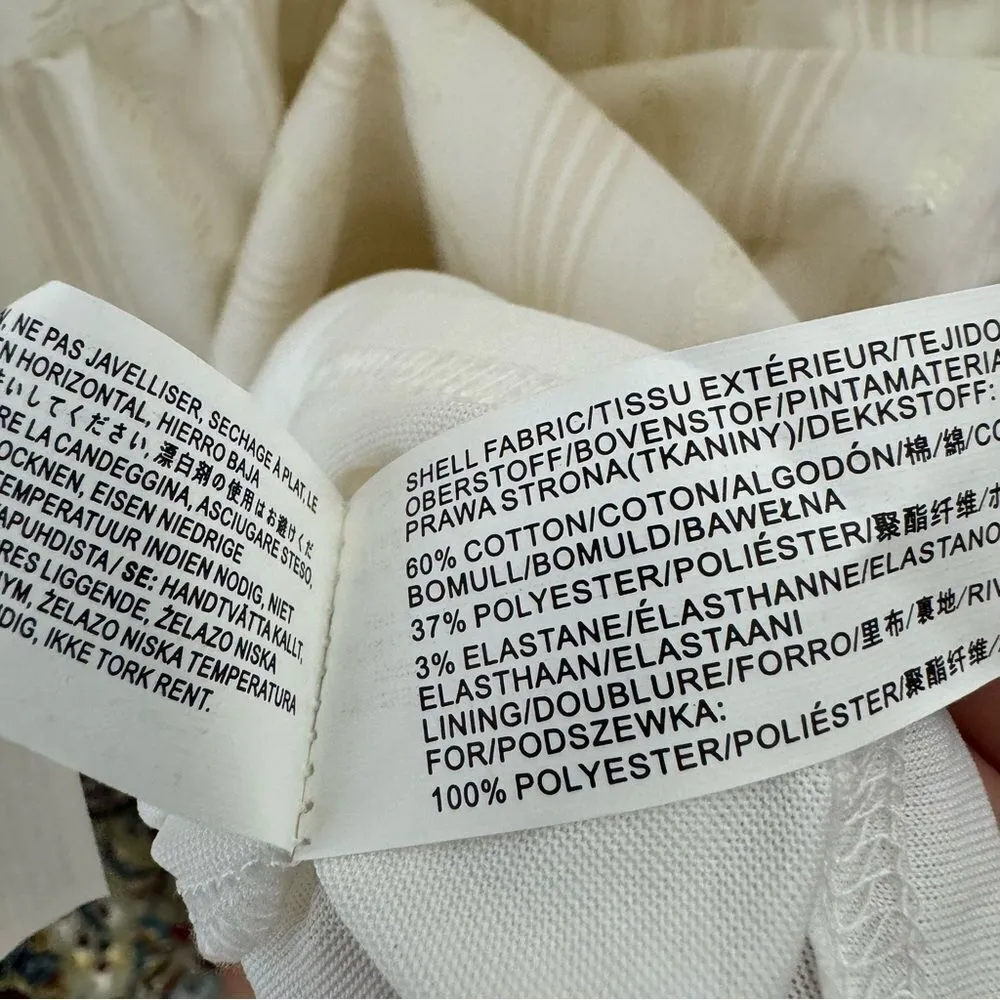 NE PAS JAVELLISER, SECHAGE À PLAT. LE
EN HORIZONTAL, HIERRO BAJA
してください, 漂白剤の使用はお避けくだ
RE LA CANDEGGINA, ASCIUGARE STESO,
OCKNEN, EISEN NIEDRIGE
TEMPERATUUR INDIEN NODIG, NIET
APUHDISTA/SE: HANDTVÄTTA KALLT,
RES LIGGENDE, ŻELAZO NISKA
YM, ŻELAZO NISKA TEMPERATURA
DIG, IKKE TORK RENT.
SHELL FABRIC/TISSU EXTÉRIEUR/TEJIDO
OBERSTOFF/BOVENSTOF/PINTAMATERIA
PRAWA STRONA(TKANINY)/DEKKSTOFF:
60% COTTON/COTON/ALGODÓN/棉/綿/CO
BOMULL/BOMULD/BAWEŁNA
37% POLYESTER/POLIÉSTER/聚酯纤维/ポ
3% ELASTANE/ÉLASTHANNE/ELASTANO
ELASTHAAN/ELASTAANI
LINING/DOUBLURE/FORRO/里布/裏地/RIV
FOR/PODSZEWKA:
100% POLYESTER/POLIÉSTER/聚酯纤维/